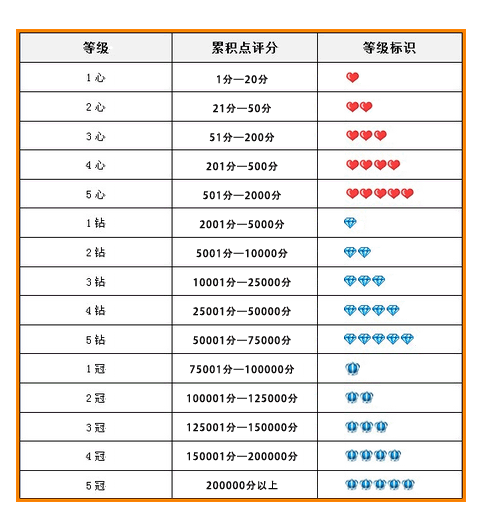 等级 累积点评分 等级标识
1心 1分—20分
2心 21分—50分
3心 51分—200分
4心 201分—500分
5心 501分—2000分
1钻 2001分—5000分
2钻 5001分—10000分
3钻 10001分—25000分
4钻 25001分—50000分
5钻 50001分—75000分
1冠 75001分—100000分
2冠 100001分—125000分
3冠 125001分—150000分
4冠 150001分—200000分
5冠 200000分以上